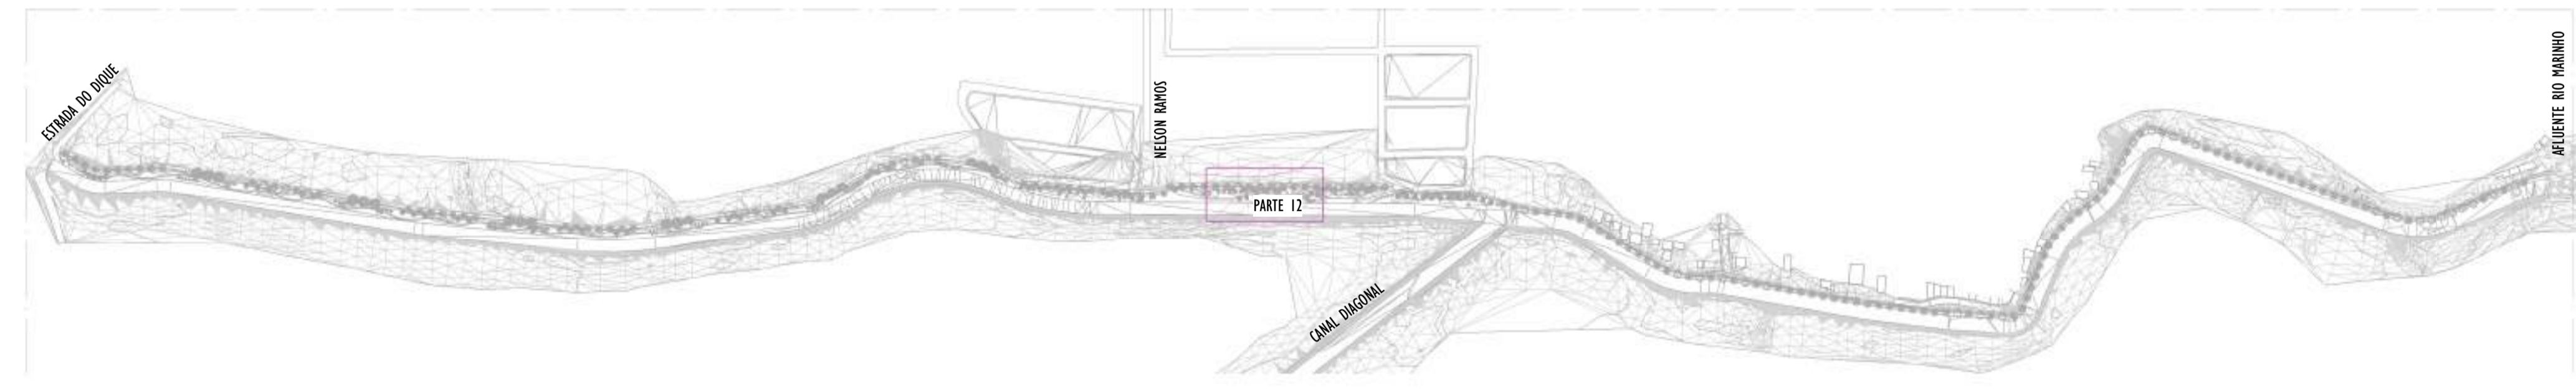 ESTRADA DO DIQUE
NELSON RAMOS
PARTE 12
CANAL DIAGONAL
AFLUENTE RIO MARINHO